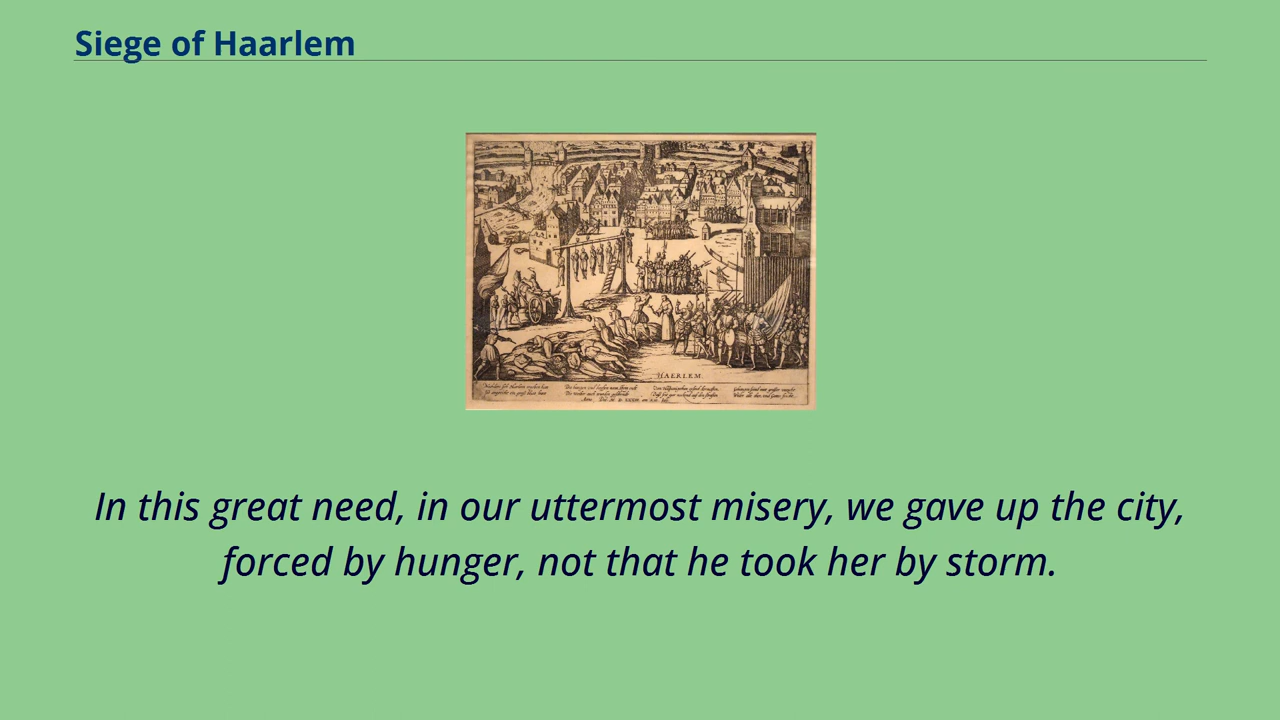 Siege of Haarlem
HAERLEM.
In this great need, in our uttermost misery, we gave up the city,
forced by hunger, not that he took her by storm.